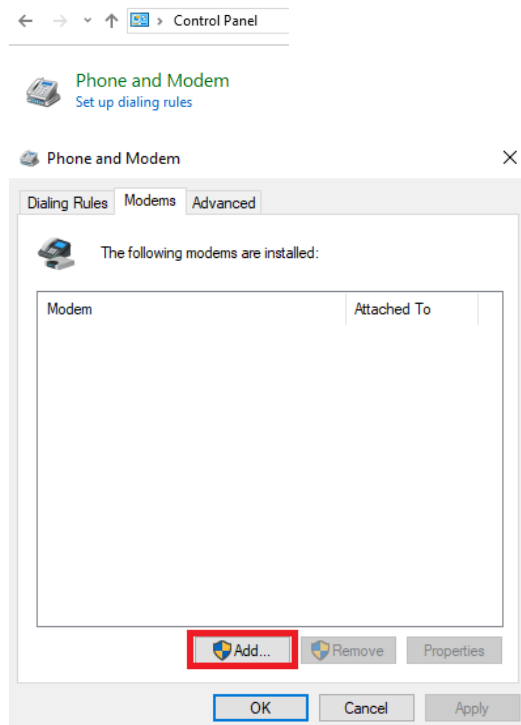 Control Panel
Phone and Modem
Set up dialing rules
Phone and Modem
Dialing Rules Modems Advanced
The following modems are installed:
Modem Attached To
Add... Remove Properties
OK Cancel Apply